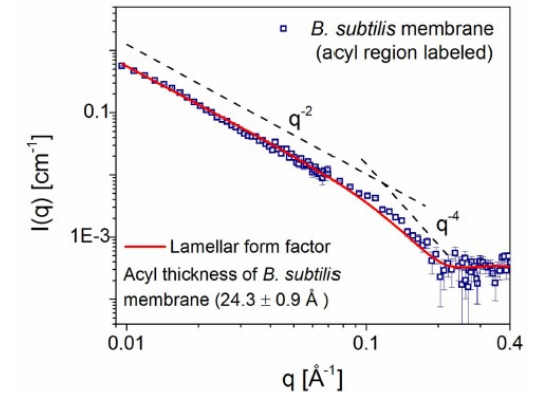 B. subtilis membrane
(acyl region labeled)
q-2
0.1
I(q) [cm-1]
q-4
1E-3
Lamellar form factor
Acyl thickness of B. subtilis
membrane (24.3 ± 0.9 Å )
0.01 0.1 0.4
q [Å-1]